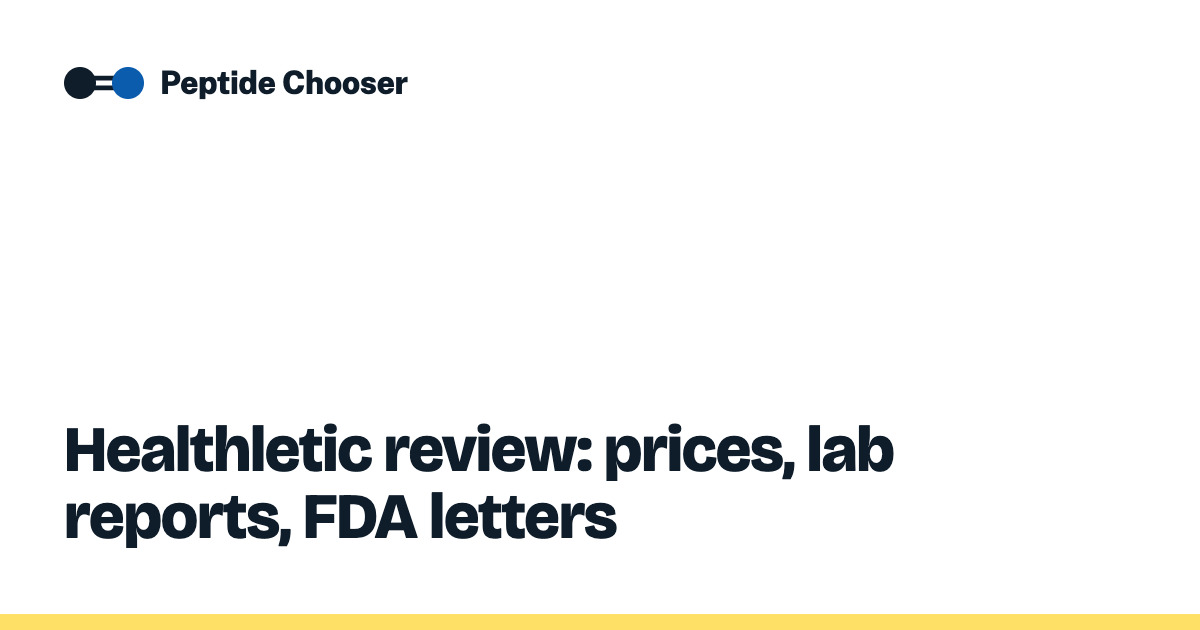 Peptide Chooser
Healthletic review: prices, lab
reports, FDA letters